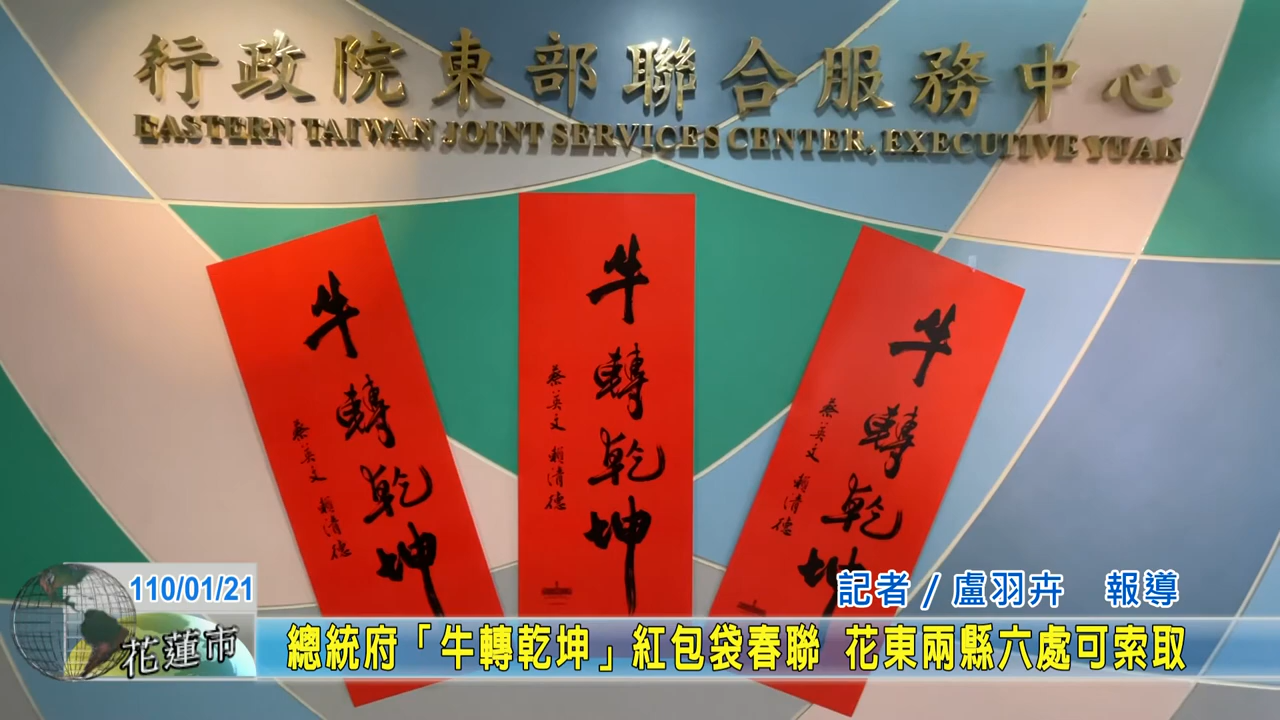 行政院東部聯合服務中心
EASTERN TAIWAN JOINT SERVICES CENTER, EXECUTIVE YUAN
牛轉乾坤
蔡英文 賴清德
牛轉乾坤
蔡英文 賴清德
牛轉乾坤
蔡英文 賴清德
110/01/21
花蓮市
記者/盧羽卉 報導
總統府「牛轉乾坤」紅包袋春聯 花東兩縣六處可索取